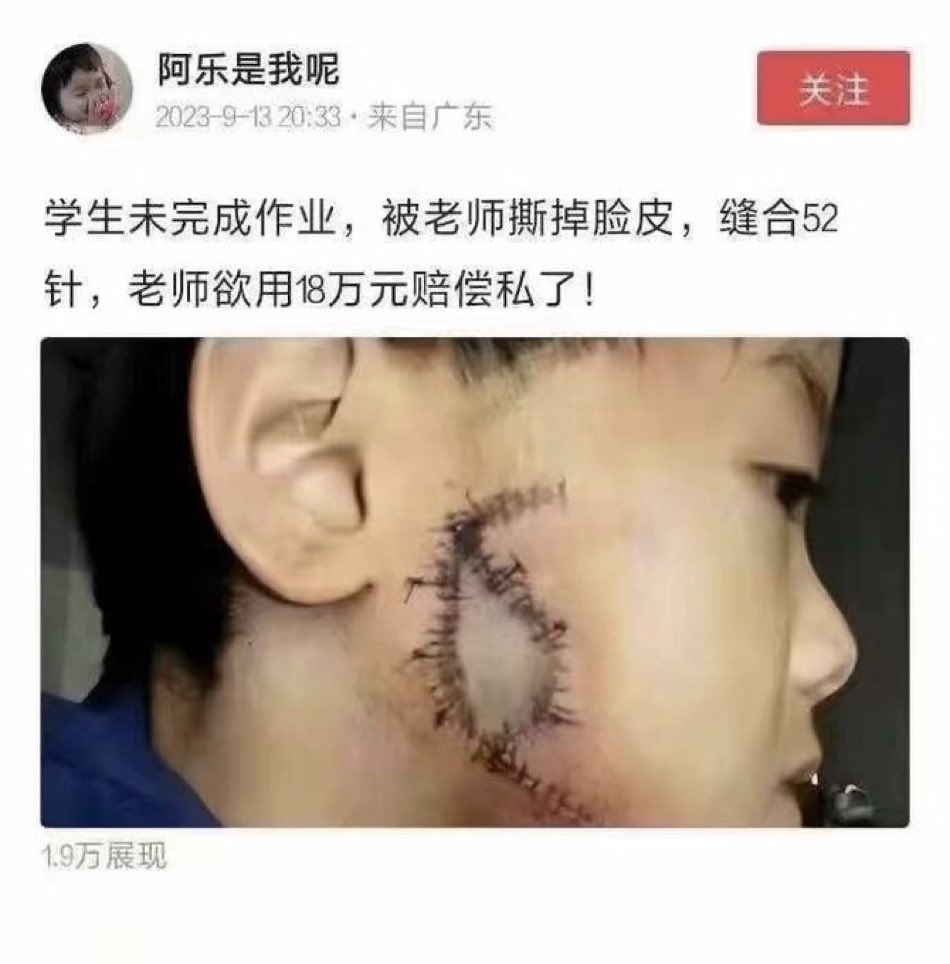 阿乐是我呢
2023-9-13 20:33·来自广东
关注
学生未完成作业，被老师撕掉脸皮，缝合52
针，老师欲用18万元赔偿私了！
1.9万展现